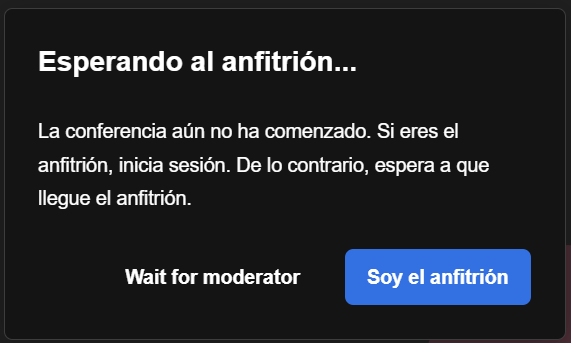 Esperando al anfitrión...
La conferencia aún no ha comenzado. Si eres el
anfitrión, inicia sesión. De lo contrario, espera a que
llegue el anfitrión.
Wait for moderator
Soy el anfitrión